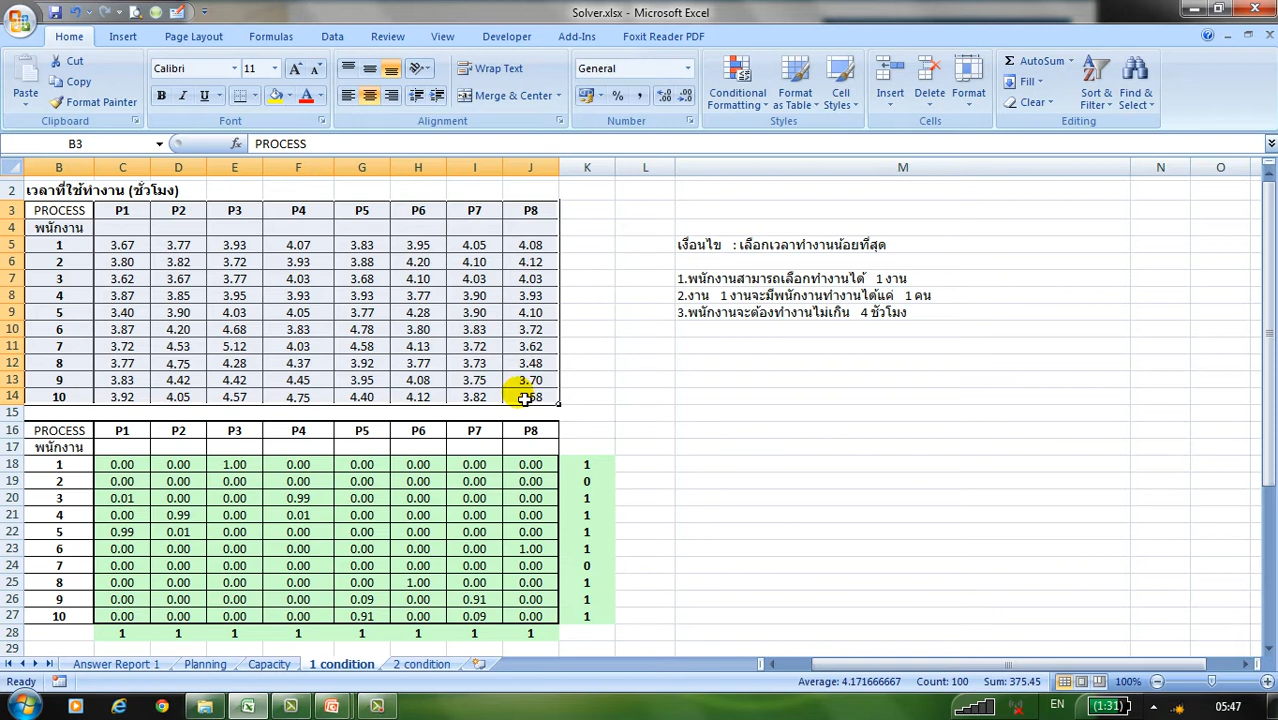 Solver.xlsx - Microsoft Excel
Home Insert Page Layout Formulas Data Review View Developer Add-Ins Foxit Reader PDF
Paste Cut Copy Format Painter Clipboard
Calibri 11 B I U Font
Wrap Text Merge & Center Alignment
General % , Number
Conditional Formatting Format as Table Cell Styles Styles
Insert Delete Format Cells
Σ AutoSum Fill Clear Sort & Filter Find & Select Editing
B3 fx PROCESS
B C D E F G H I J K L M N O
2 เวลาที่ใช้ทำงาน (ชั่วโมง)
3 PROCESS P1 P2 P3 P4 P5 P6 P7 P8
4 พนักงาน
5 1 3.67 3.77 3.93 4.07 3.83 3.95 4.05 4.08 เงื่อนไข : เลือกเวลาทำงานน้อยที่สุด
6 2 3.80 3.82 3.72 3.93 3.88 4.20 4.10 4.12
7 3 3.62 3.67 3.77 4.03 3.68 4.10 4.03 4.03 1.พนักงานสามารถเลือกทำงานได้ 1 งาน
8 4 3.87 3.85 3.95 3.93 3.93 3.77 3.90 3.93 2.งาน 1 งานจะมีพนักงานทำงานได้แค่ 1 คน
9 5 3.40 3.90 4.03 4.05 3.77 4.28 3.90 4.10 3.พนักงานจะต้องทำงานไม่เกิน 4 ชั่วโมง
10 6 3.87 4.20 4.68 3.83 4.78 3.80 3.83 3.72
11 7 3.72 4.53 5.12 4.03 4.58 4.13 3.72 3.62
12 8 3.77 4.75 4.28 4.37 3.92 3.77 3.73 3.48
13 9 3.83 4.42 4.42 4.45 3.95 4.08 3.75 3.70
14 10 3.92 4.05 4.57 4.75 4.40 4.12 3.82
15
16 PROCESS P1 P2 P3 P4 P5 P6 P7 P8
17 พนักงาน
18 1 0.00 0.00 1.00 0.00 0.00 0.00 0.00 0.00 1
19 2 0.00 0.00 0.00 0.00 0.00 0.00 0.00 0.00 0
20 3 0.01 0.00 0.00 0.99 0.00 0.00 0.00 0.00 1
21 4 0.00 0.99 0.00 0.01 0.00 0.00 0.00 0.00 1
22 5 0.99 0.01 0.00 0.00 0.00 0.00 0.00 0.00 1
23 6 0.00 0.00 0.00 0.00 0.00 0.00 0.00 1.00 1
24 7 0.00 0.00 0.00 0.00 0.00 0.00 0.00 0.00 0
25 8 0.00 0.00 0.00 0.00 0.00 1.00 0.00 0.00 1
26 9 0.00 0.00 0.00 0.00 0.09 0.00 0.91 0.00 1
27 10 0.00 0.00 0.00 0.00 0.91 0.00 0.09 0.00 1
28 1 1 1 1 1 1 1 1
29
Answer Report 1 Planning Capacity 1 condition 2 condition
Ready Average: 4.171666667 Count: 100 Sum: 375.45 100%
EN (1:31) 05:47